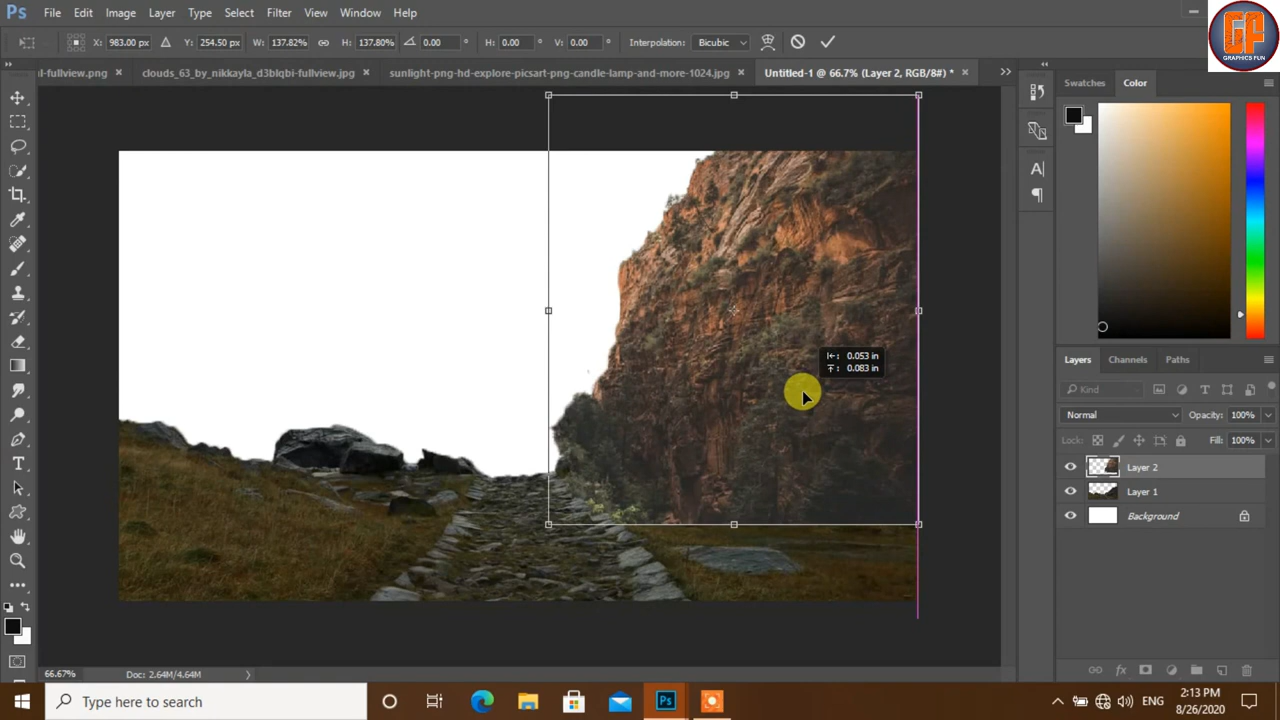 Ps File Edit Image Layer Type Select Filter View Window Help
GF
GRAPHICS FUN
X: 983.00 px Y: 254.50 px W: 137.82% H: 137.80% 0.00 H: 0.00 V: 0.00 Interpolation: Bicubic
ul-fullview.png × clouds_63_by_nikkayla_d3blqbi-fullview.jpg × sunlight-png-hd-explore-picsart-png-candle-lamp-and-more-1024.jpg × Untitled-1 @ 66.7% (Layer 2, RGB/8#) * ×
Swatches Color
0.053 in
0.083 in
Layers Channels Paths
Kind
Normal Opacity: 100%
Lock: Fill: 100%
Layer 2
Layer 1
Background
66.67% Doc: 2.64M/4.64M
Type here to search
Ps
ENG
2:13 PM
8/26/2020